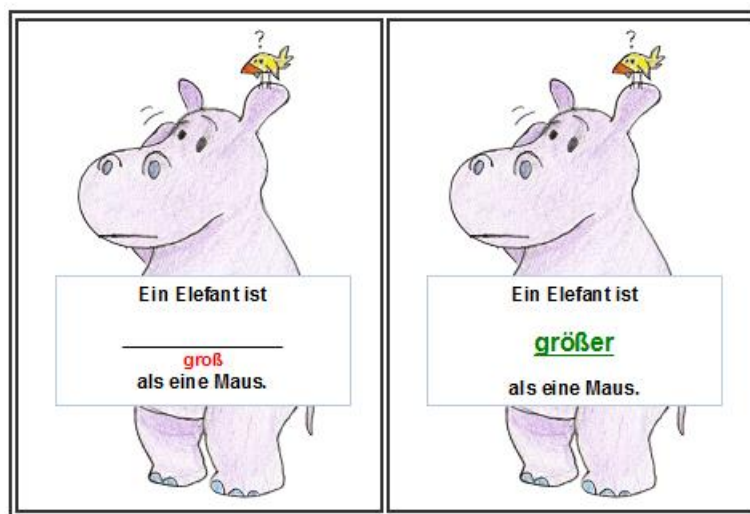 ?
Ein Elefant ist
groß
als eine Maus.
?
Ein Elefant ist
größer
als eine Maus.